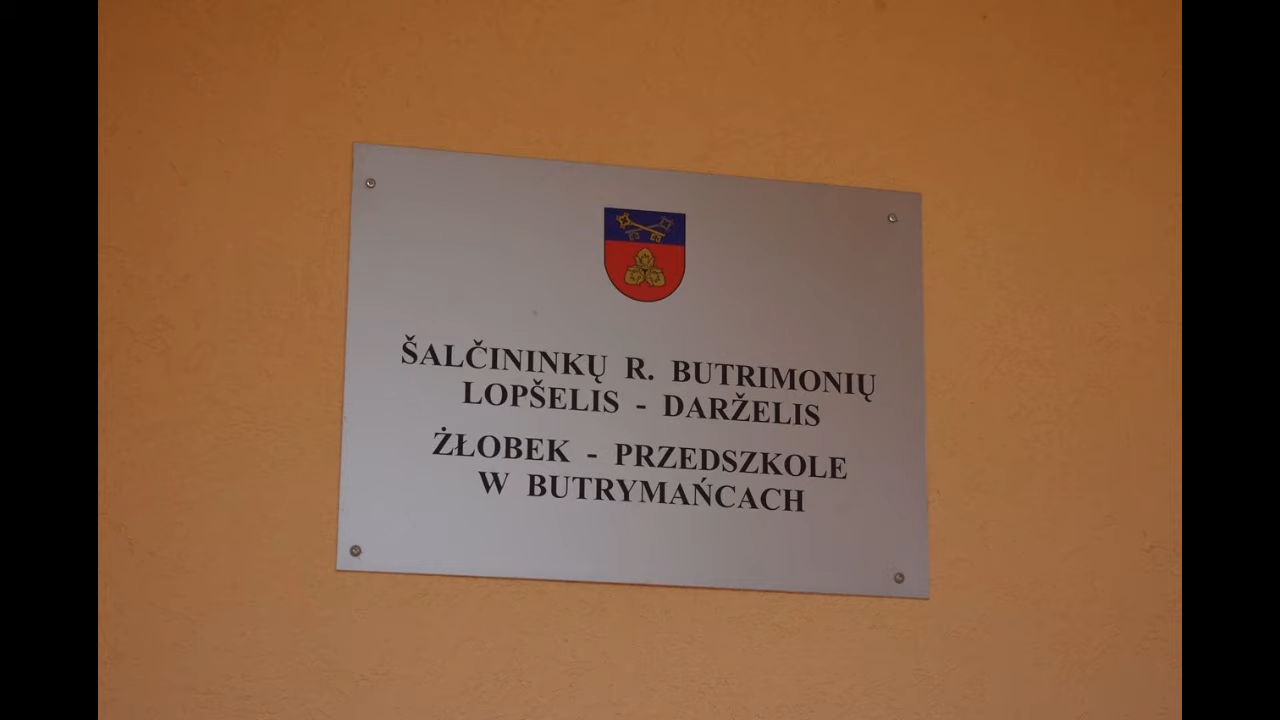 ŠALČININKŲ R. BUTRIMONIŲ
LOPŠELIS - DARŽELIS
ŻŁOBEK - PRZEDSZKOLE
W BUTRYMAŃCACH